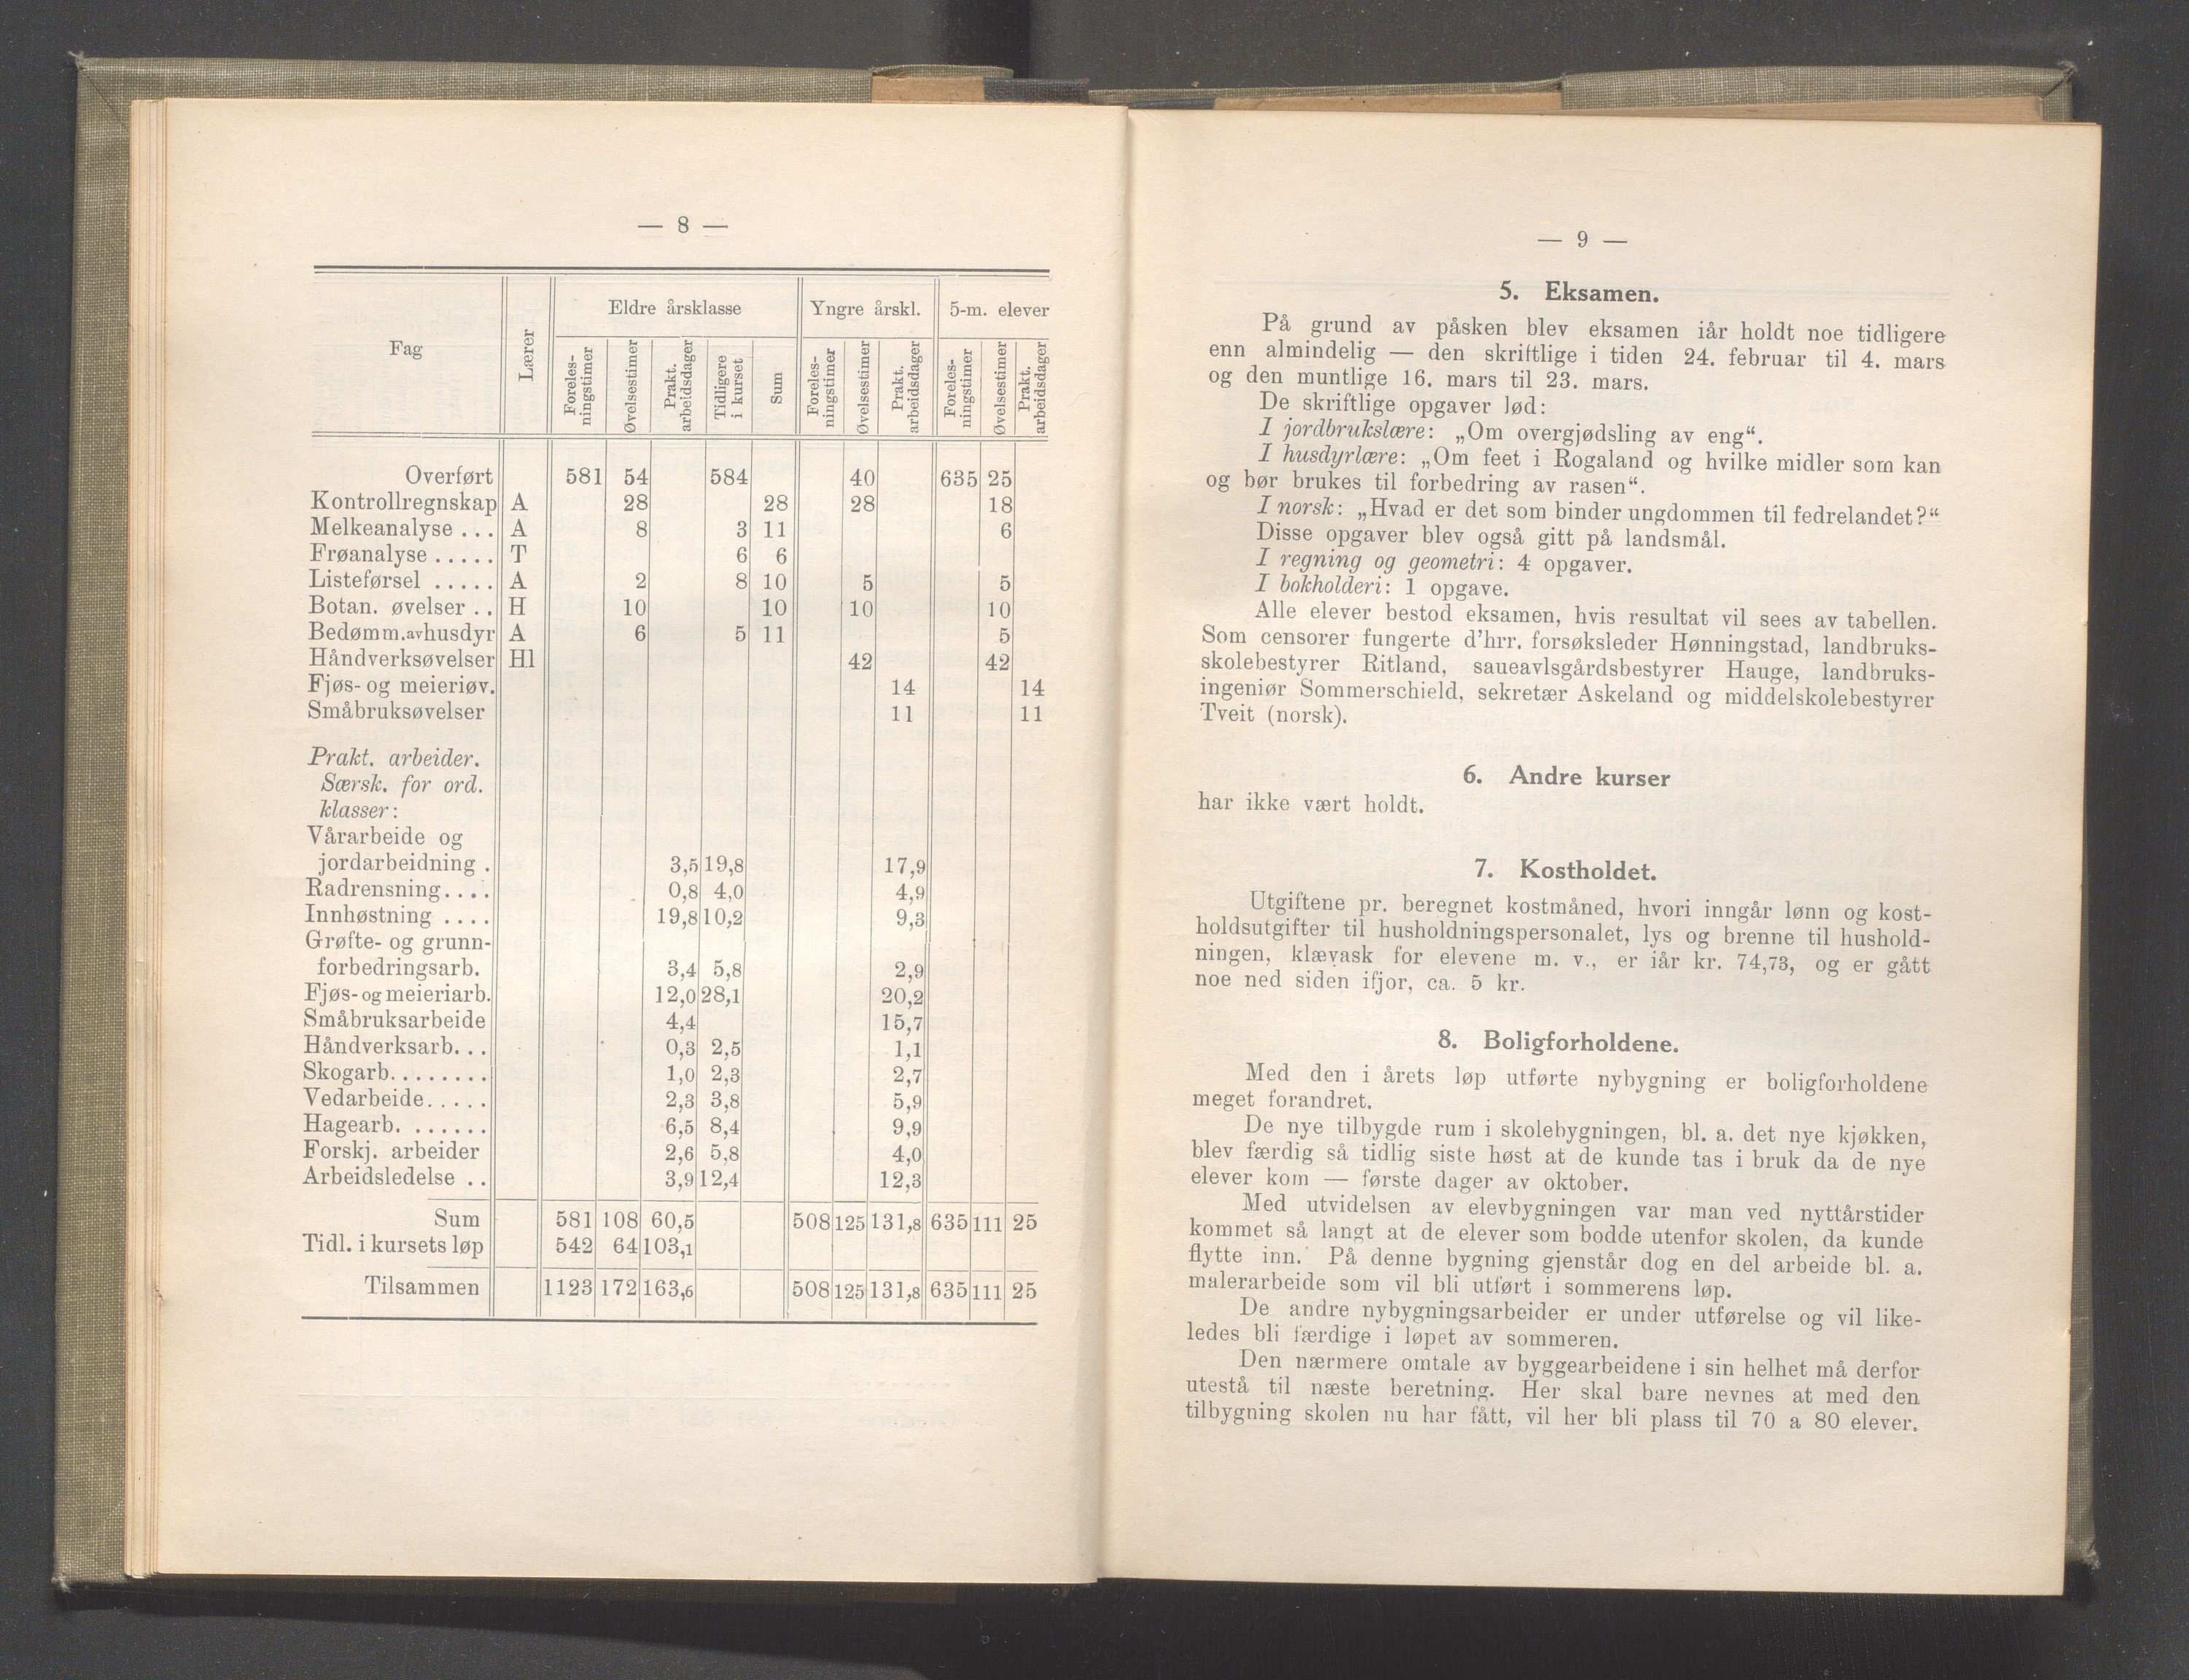 — 8 —
Fag Lærer Eldre årsklasse Yngre årskl. 5-m. elever
Foreles-ningstimer Øvelsestimer Prakt. arbeidsdager Tidligere i kurset Sum Foreles-ningstimer Øvelsestimer Prakt. arbeidsdager Foreles-ningstimer Øvelsestimer Prakt. arbeidsdager
Overført 581 54 584 40 635 25
Kontrollregnskap A 28 28 28 18
Melkeanalyse ... A 8 3 11 6
Frøanalyse ..... T 6 6
Listeførsel ..... A 2 8 10 5 5
Botan. øvelser .. H 10 10 10 10
Bedømm. av husdyr A 6 5 11 5
Håndverksøvelser Hl 42 42
Fjøs- og meieriøv. 14 14
Småbruksøvelser 11 11
Prakt. arbeider.
Særsk. for ord.
klasser:
Vårarbeide og
jordarbeidning . 3,5 19,8 17,9
Radrensning.... 0,8 4,0 4,9
Innhøstning .... 19,8 10,2 9,3
Grøfte- og grunn-
forbedringsarb. 3,4 5,8 2,9
Fjøs- og meieriarb. 12,0 28,1 20,2
Småbruksarbeide 4,4 15,7
Håndverksarb... 0,3 2,5 1,1
Skogarb........ 1,0 2,3 2,7
Vedarbeide..... 2,3 3,8 5,9
Hagearb. ...... 6,5 8,4 9,9
Forskj. arbeider 2,6 5,8 4,0
Arbeidsledelse .. 3,9 12,4 12,3
Sum 581 108 60,5 508 125 131,8 635 111 25
Tidl. i kursets løp 542 64 103,1
Tilsammen 1123 172 163,6 508 125 131,8 635 111 25
— 9 —
5. Eksamen.
På grund av påsken blev eksamen iår holdt noe tidligere
enn almindelig — den skriftlige i tiden 24. februar til 4. mars
og den muntlige 16. mars til 23. mars.
De skriftlige opgaver lød:
I jordbrukslære: „Om overgjødsling av eng“.
I husdyrlære: „Om feet i Rogaland og hvilke midler som kan
og bør brukes til forbedring av rasen“.
I norsk: „Hvad er det som binder ungdommen til fedrelandet?“
Disse opgaver blev også gitt på landsmål.
I regning og geometri: 4 opgaver.
I bokholderi: 1 opgave.
Alle elever bestod eksamen, hvis resultat vil sees av tabellen.
Som censorer fungerte d'hrr. forsøksleder Hønningstad, landbruks-
skolebestyrer Ritland, saueavlsgårdsbestyrer Hauge, landbruks-
ingeniør Sommerschield, sekretær Askeland og middelskolebestyrer
Tveit (norsk).
6. Andre kurser
har ikke vært holdt.
7. Kostholdet.
Utgiftene pr. beregnet kostmåned, hvori inngår lønn og kost-
holdsutgifter til husholdningspersonalet, lys og brenne til hushold-
ningen, klævask for elevene m. v., er iår kr. 74,73, og er gått
noe ned siden ifjor, ca. 5 kr.
8. Boligforholdene.
Med den i årets løp utførte nybygning er boligforholdene
meget forandret.
De nye tilbygde rum i skolebygningen, bl. a. det nye kjøkken,
blev færdig så tidlig siste høst at de kunde tas i bruk da de nye
elever kom — første dager av oktober.
Med utvidelsen av elevbygningen var man ved nyttårstider
kommet så langt at de elever som bodde utenfor skolen, da kunde
flytte inn. På denne bygning gjenstår dog en del arbeide bl. a.
malerarbeide som vil bli utført i sommerens løp.
De andre nybygningsarbeider er under utførelse og vil like-
ledes bli færdige i løpet av sommeren.
Den nærmere omtale av byggearbeidene i sin helhet må derfor
utestå til næste beretning. Her skal bare nevnes at med den
tilbygning skolen nu har fått, vil her bli plass til 70 a 80 elever.